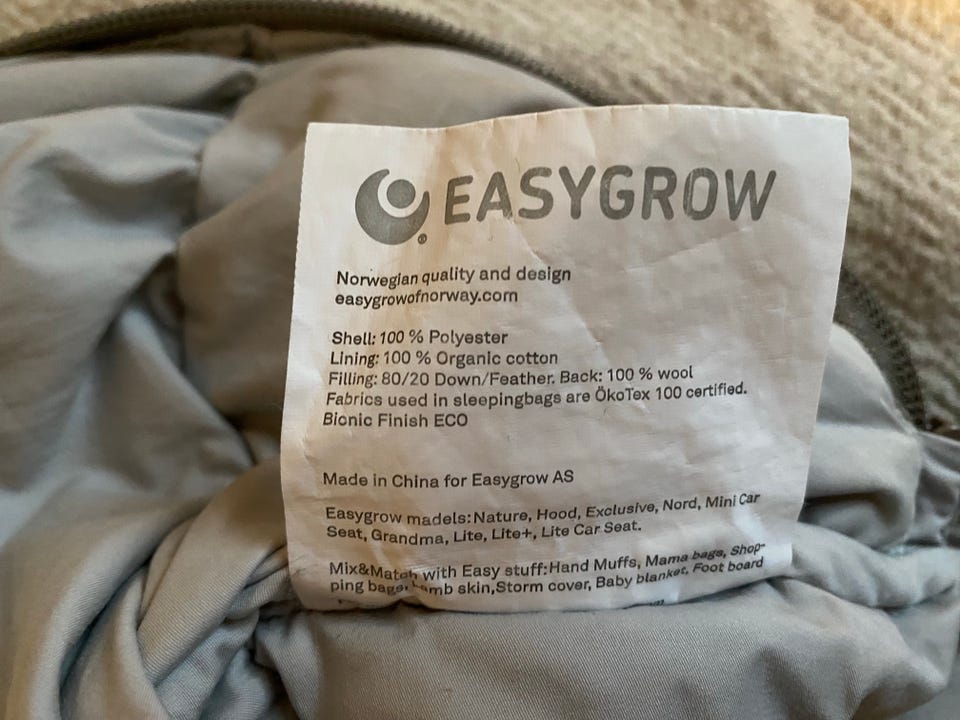 EASYGROW
®
Norwegian quality and design
easygrowofnorway.com
Shell: 100 % Polyester
Lining: 100 % Organic cotton
Filling: 80/20 Down/Feather. Back: 100 % wool
Fabrics used in sleepingbags are ÖkoTex 100 certified.
Bionic Finish ECO
Made in China for Easygrow AS
Easygrow madels: Nature, Hood, Exclusive, Nord, Mini Car
Seat, Grandma, Lite, Lite+, Lite Car Seat.
Mix&Match with Easy stuff: Hand Muffs, Mama bags, Shop-
ping bags, Lamb skin, Storm cover, Baby blanket, Foot board